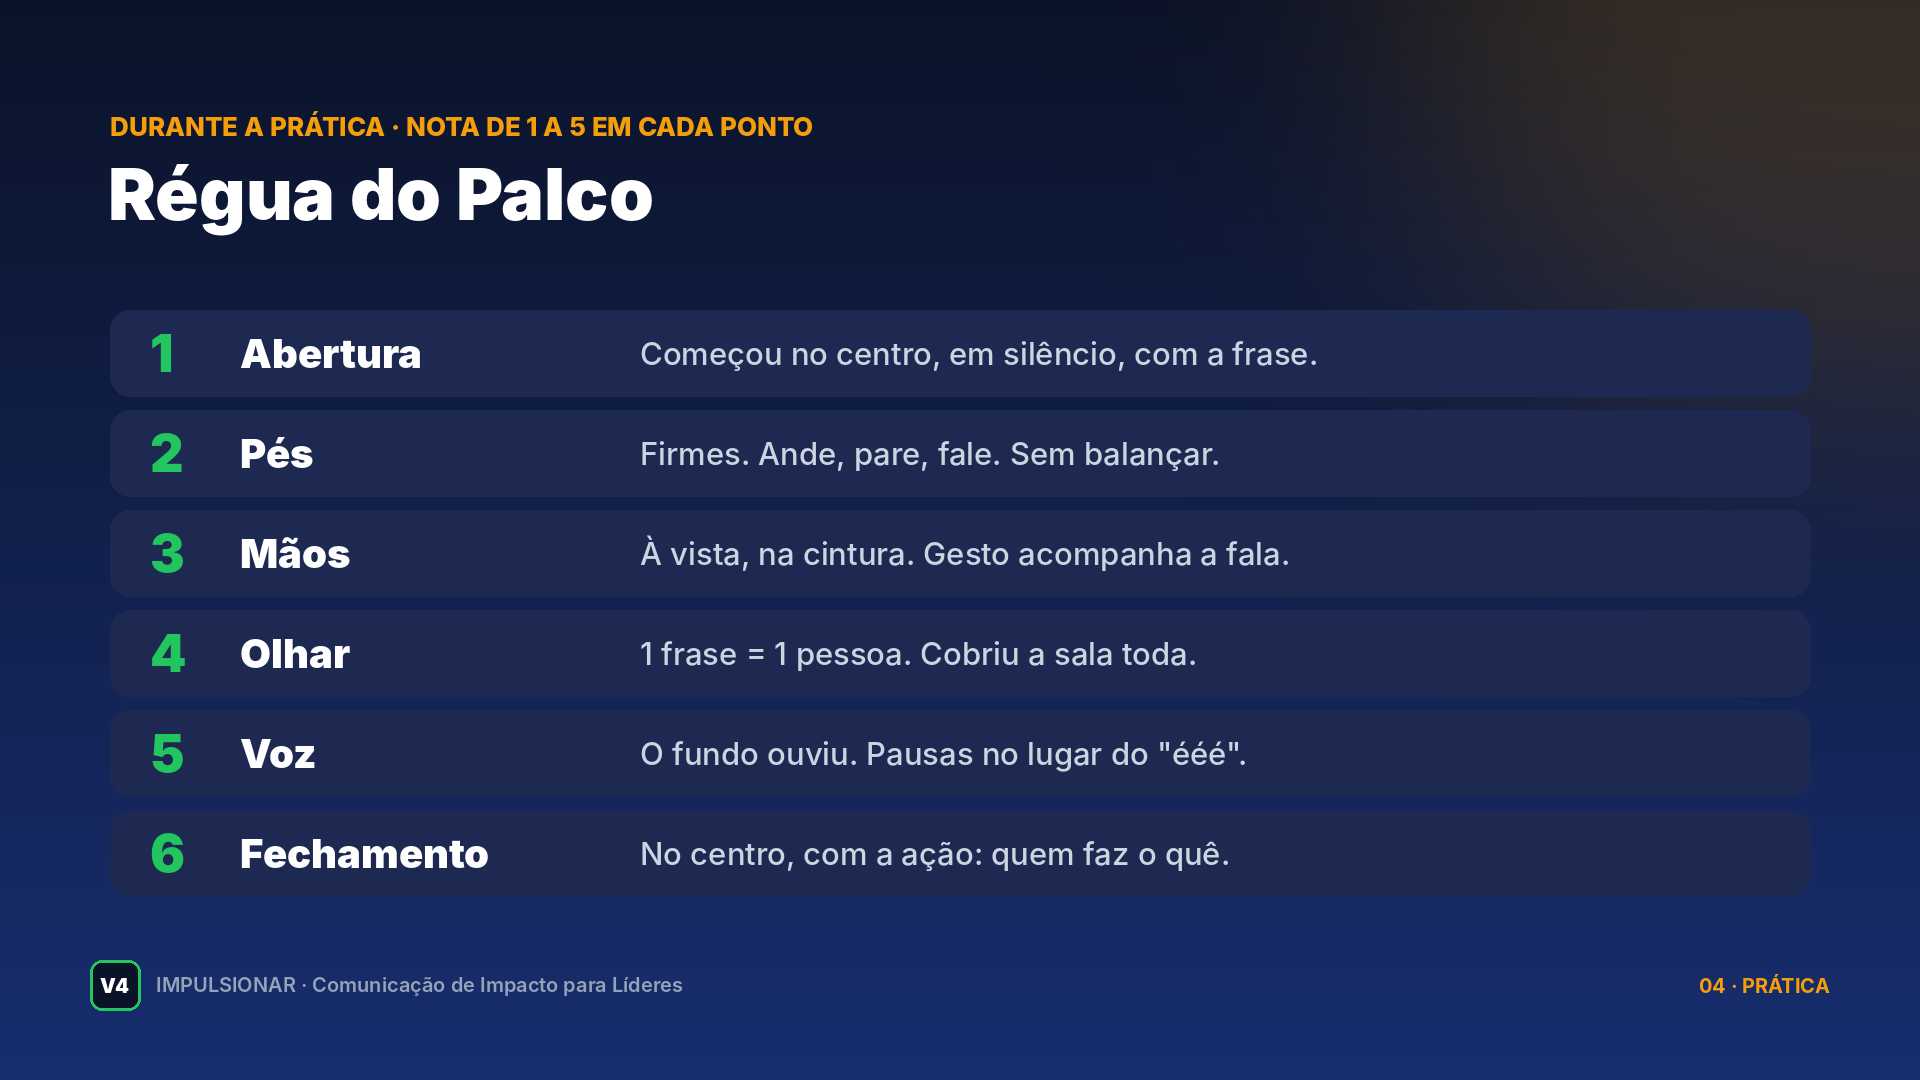 DURANTE A PRÁTICA · NOTA DE 1 A 5 EM CADA PONTO
Régua do Palco
1 Abertura Começou no centro, em silêncio, com a frase.
2 Pés Firmes. Ande, pare, fale. Sem balançar.
3 Mãos À vista, na cintura. Gesto acompanha a fala.
4 Olhar 1 frase = 1 pessoa. Cobriu a sala toda.
5 Voz O fundo ouviu. Pausas no lugar do "ééé".
6 Fechamento No centro, com a ação: quem faz o quê.
V4 IMPULSIONAR · Comunicação de Impacto para Líderes 04 · PRÁTICA